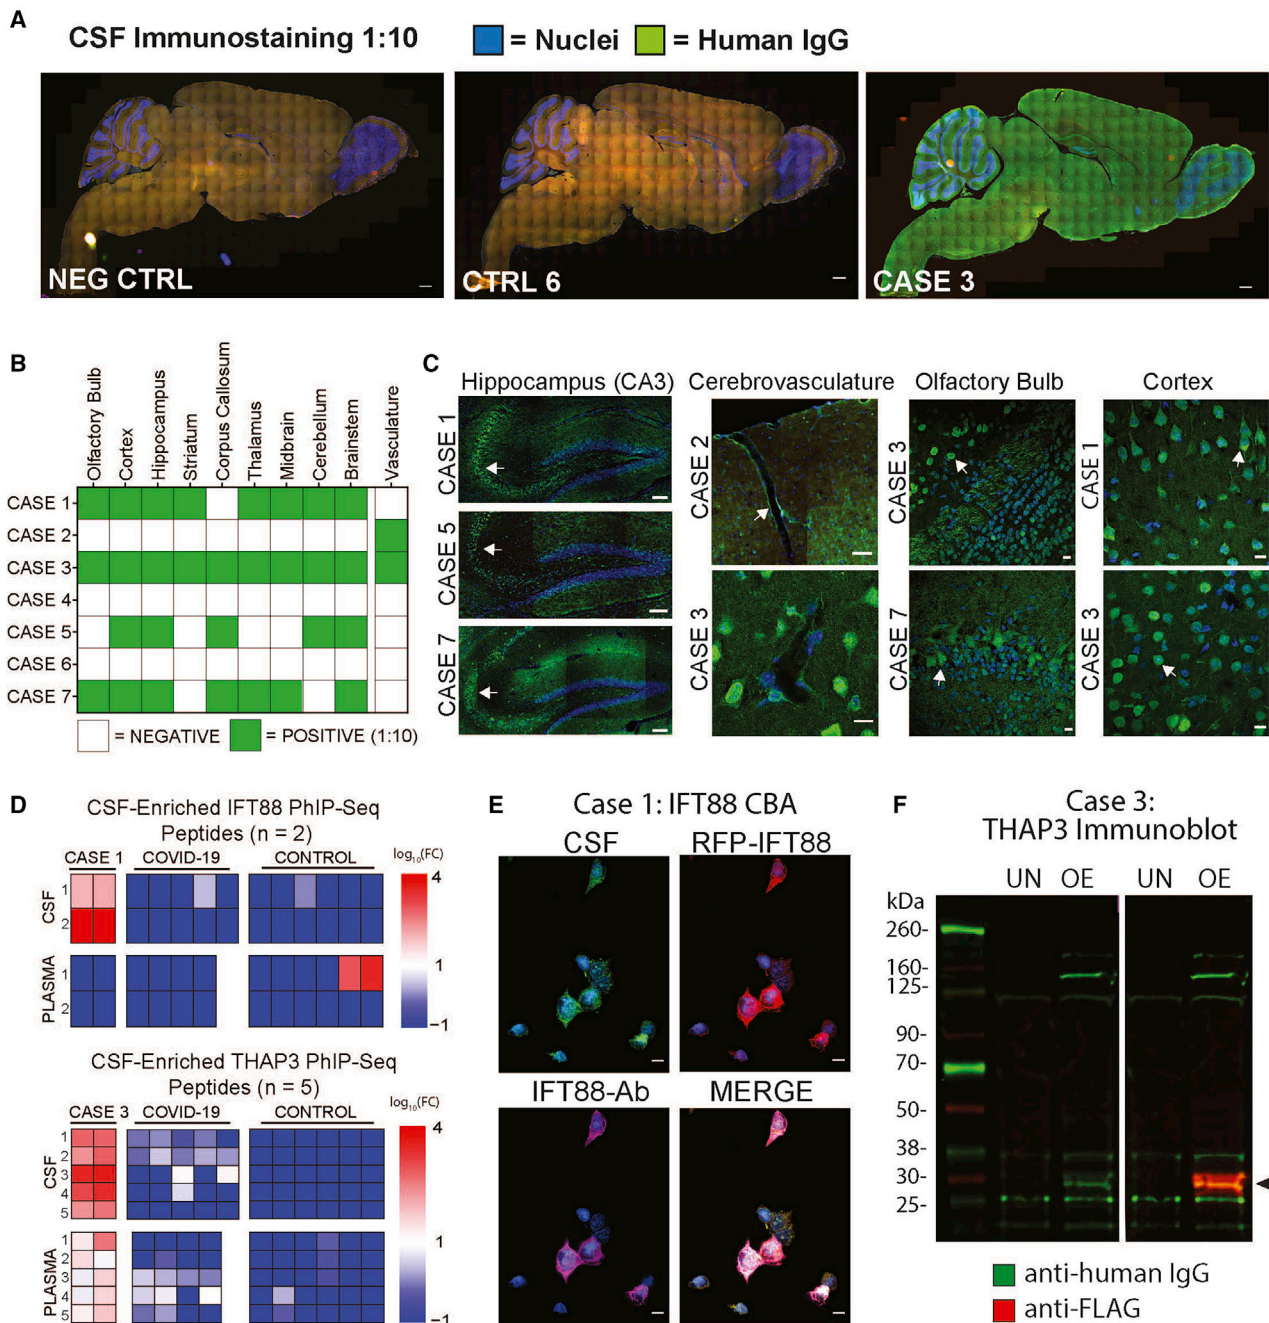 A
CSF Immunostaining 1:10
= Nuclei
= Human IgG
NEG CTRL
CTRL 6
CASE 3
B
Olfactory Bulb
Cortex
Hippocampus
Striatum
Corpus Callosum
Thalamus
Midbrain
Cerebellum
Brainstem
Vasculature
CASE 1
CASE 2
CASE 3
CASE 4
CASE 5
CASE 6
CASE 7
= NEGATIVE
= POSITIVE (1:10)
C
Hippocampus (CA3)
Cerebrovasculature
Olfactory Bulb
Cortex
CASE 1
CASE 5
CASE 7
CASE 2
CASE 3
CASE 3
CASE 7
CASE 1
CASE 3
D
CSF-Enriched IFT88 PhIP-Seq
Peptides (n = 2)
CASE 1
COVID-19
CONTROL
log10(FC)
CSF
1
2
PLASMA
1
2
4
1
−1
CSF-Enriched THAP3 PhIP-Seq
Peptides (n = 5)
CASE 3
COVID-19
CONTROL
log10(FC)
CSF
1
2
3
4
5
PLASMA
1
2
3
4
5
4
1
−1
E
Case 1: IFT88 CBA
CSF
RFP-IFT88
IFT88-Ab
MERGE
F
Case 3:
THAP3 Immunoblot
UN
OE
UN
OE
kDa
260-
160-
125-
90-
70-
50-
38-
30-
25-
anti-human IgG
anti-FLAG